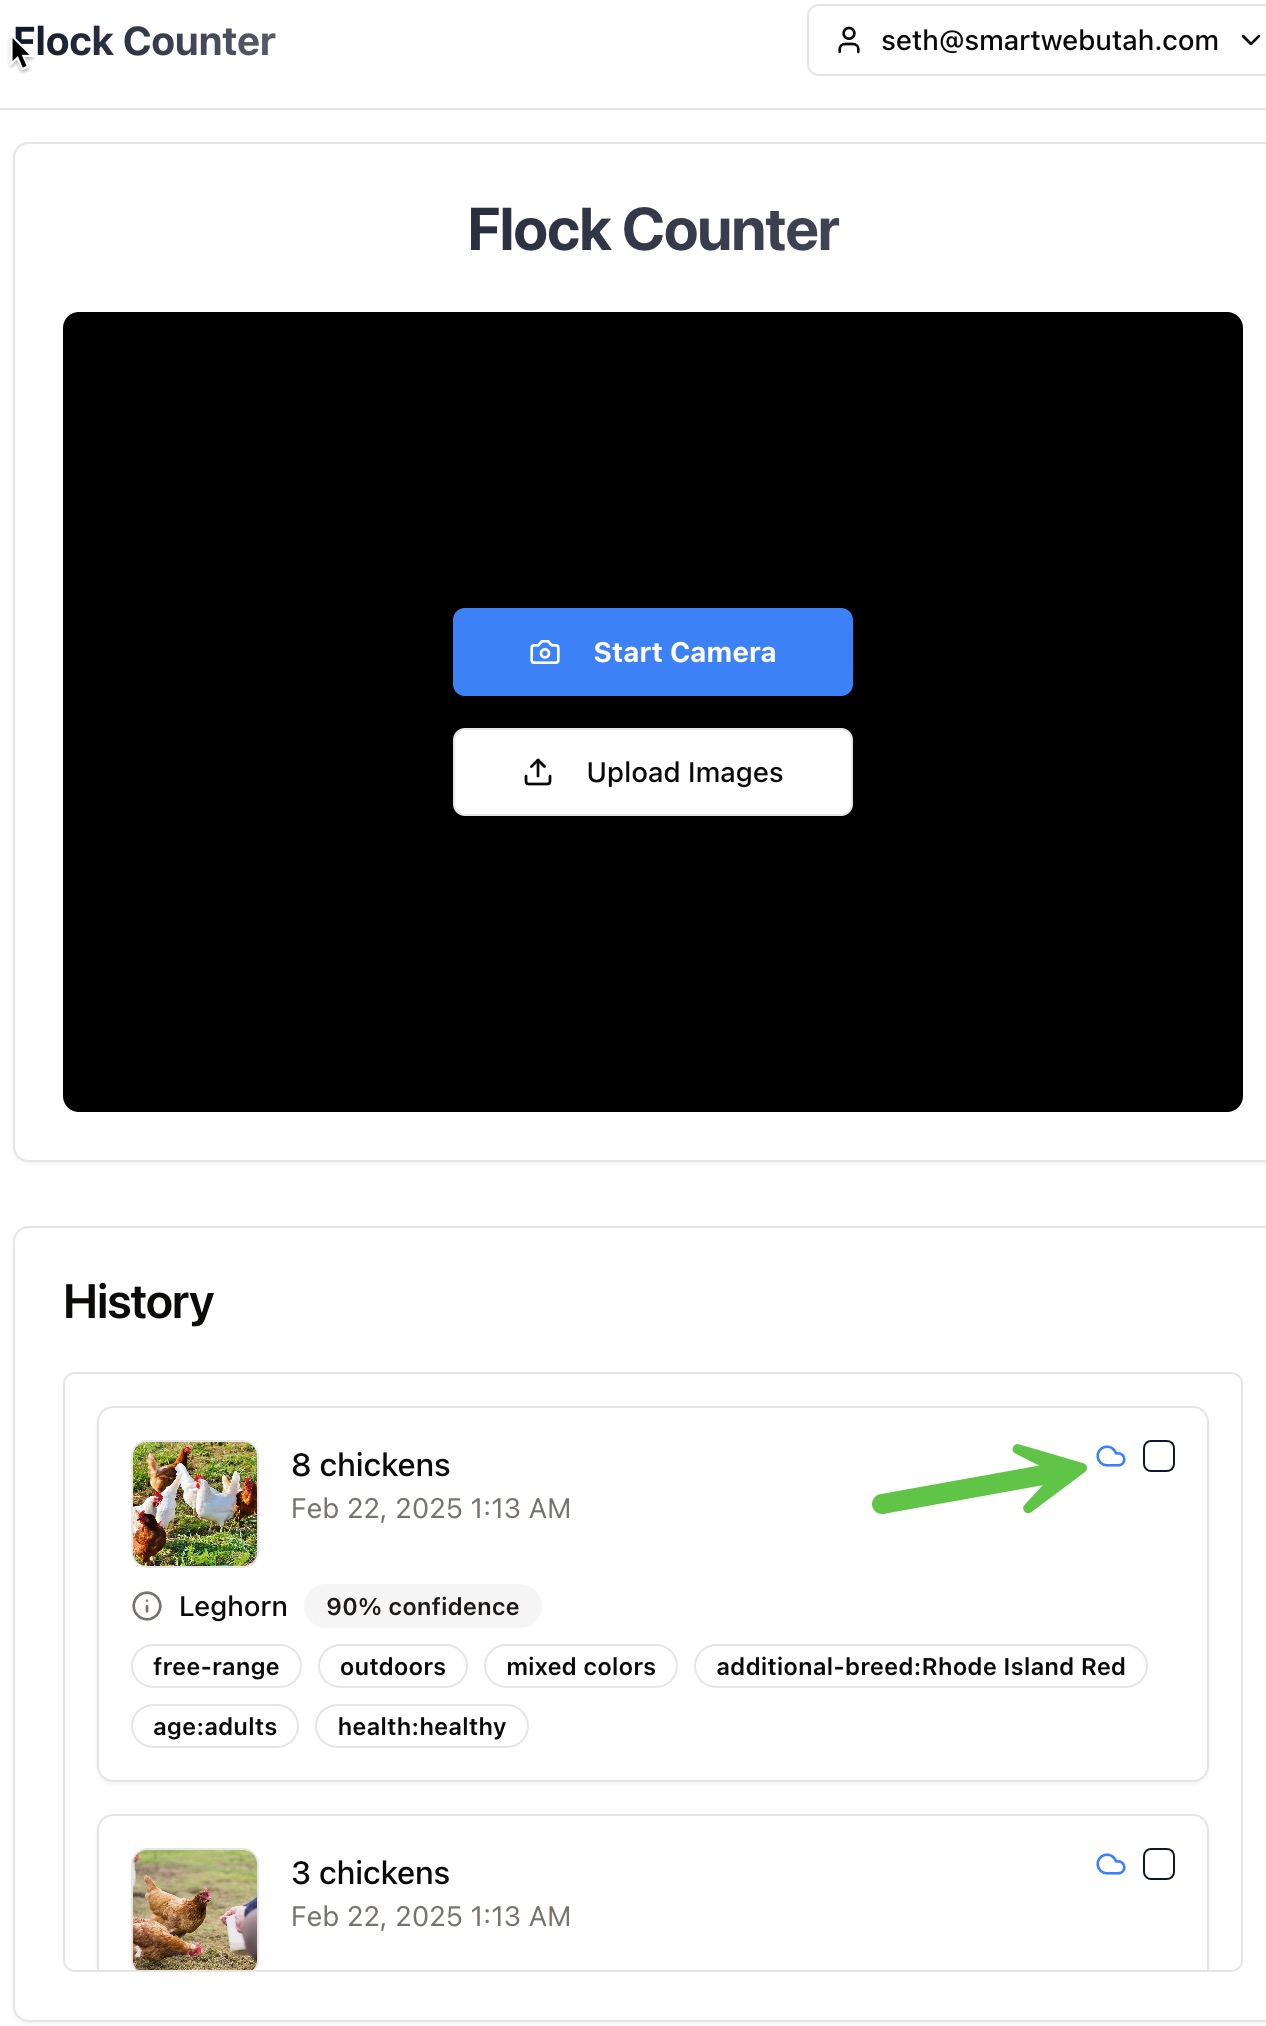 Flock Counter
seth@smartwebutah.com
Flock Counter
Start Camera
Upload Images
History
8 chickens
Feb 22, 2025 1:13 AM
Leghorn 90% confidence
free-range outdoors mixed colors additional-breed:Rhode Island Red
age:adults health:healthy
3 chickens
Feb 22, 2025 1:13 AM